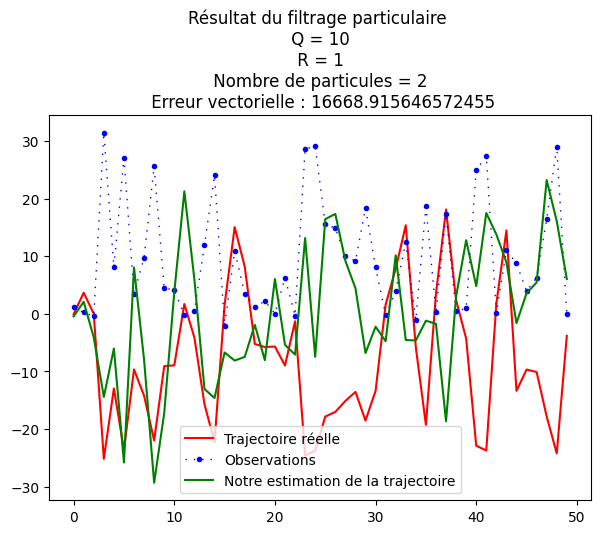 Résultat du filtrage particulaire
Q = 10
R = 1
Nombre de particules = 2
Erreur vectorielle : 16668.915646572455
30
20
10
0
−10
−20
−30
Trajectoire réelle
Observations
Notre estimation de la trajectoire
0 10 20 30 40 50